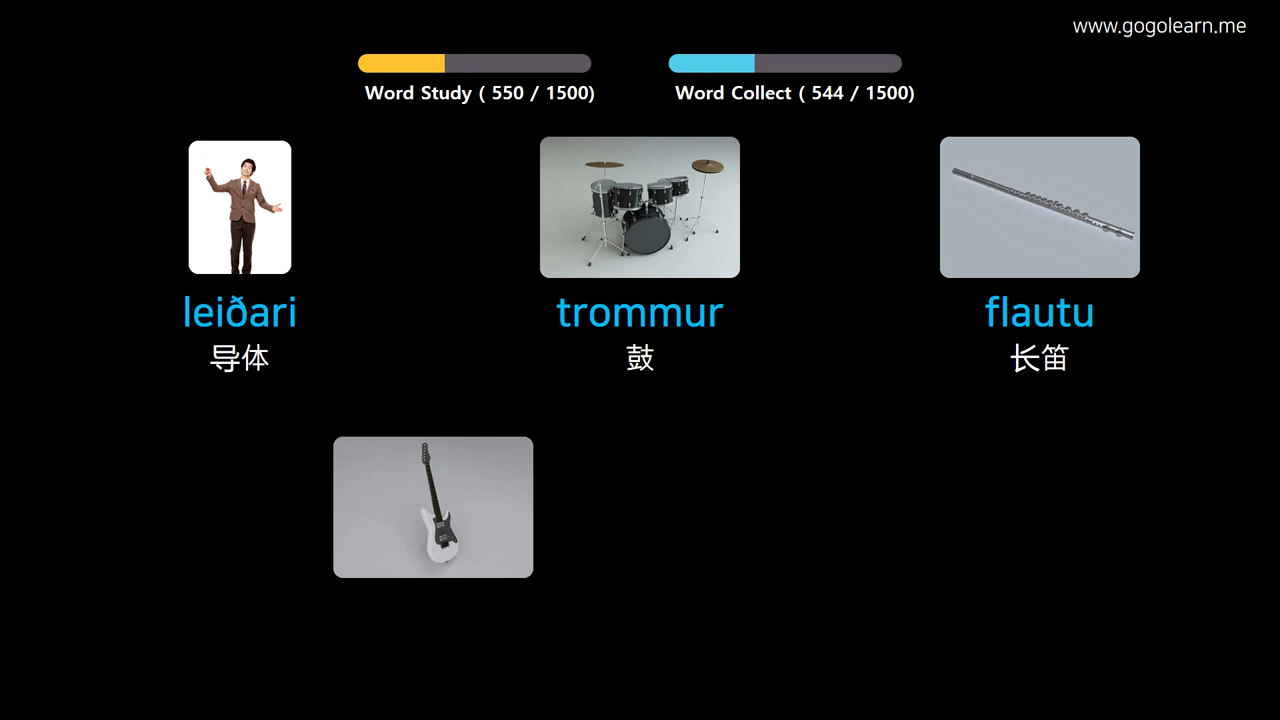 www.gogolearn.me
Word Study ( 550 / 1500)
Word Collect ( 544 / 1500)
leiðari
导体
trommur
鼓
flautu
长笛